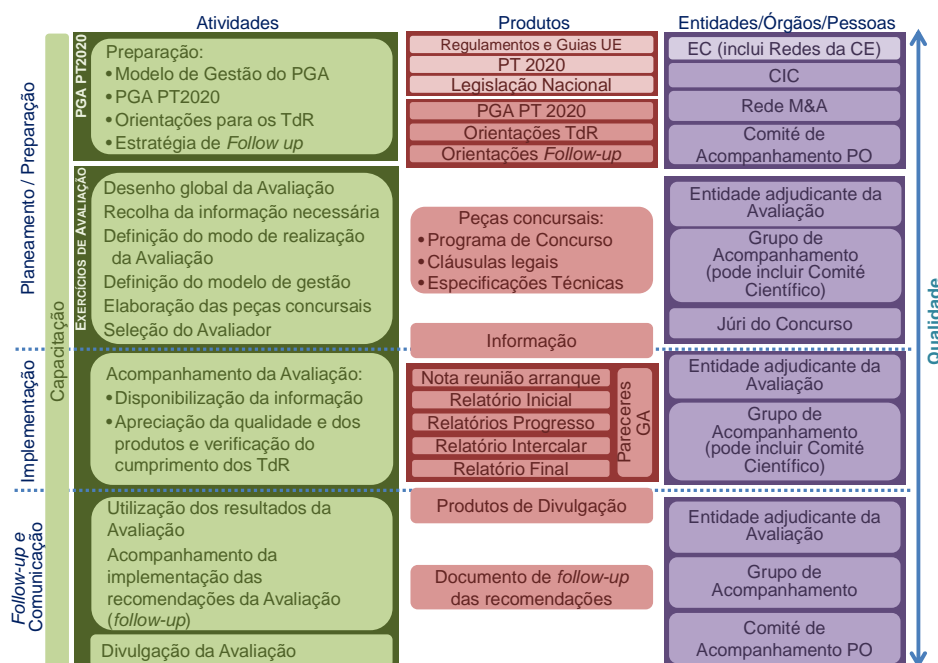 Atividades
Produtos
Entidades/Órgãos/Pessoas
Planeamento / Preparação
Capacitação
PGA PT2020
Preparação:
• Modelo de Gestão do PGA
• PGA PT2020
• Orientações para os TdR
• Estratégia de Follow up
Regulamentos e Guias UE
PT 2020
Legislação Nacional
PGA PT 2020
Orientações TdR
Orientações Follow-up
EC (inclui Redes da CE)
CIC
Rede M&A
Comité de
Acompanhamento PO
EXERCÍCIOS DE AVALIAÇÃO
Desenho global da Avaliação
Recolha da informação necessária
Definição do modo de realização
da Avaliação
Definição do modelo de gestão
Elaboração das peças concursais
Seleção do Avaliador
Peças concursais:
• Programa de Concurso
• Cláusulas legais
• Especificações Técnicas
Informação
Entidade adjudicante da
Avaliação
Grupo de
Acompanhamento
(pode incluir Comité
Científico)
Júri do Concurso
Qualidade
Implementação
Acompanhamento da Avaliação:
• Disponibilização da informação
• Apreciação da qualidade e dos
produtos e verificação do
cumprimento dos TdR
Nota reunião arranque
Relatório Inicial
Relatórios Progresso
Relatório Intercalar
Relatório Final
Pareceres
GA
Entidade adjudicante da
Avaliação
Grupo de
Acompanhamento
(pode incluir Comité
Científico)
Follow-up e
Comunicação
Utilização dos resultados da
Avaliação
Acompanhamento da
implementação das
recomendações da Avaliação
(follow-up)
Divulgação da Avaliação
Produtos de Divulgação
Documento de follow-up
das recomendações
Entidade adjudicante da
Avaliação
Grupo de
Acompanhamento
Comité de
Acompanhamento PO